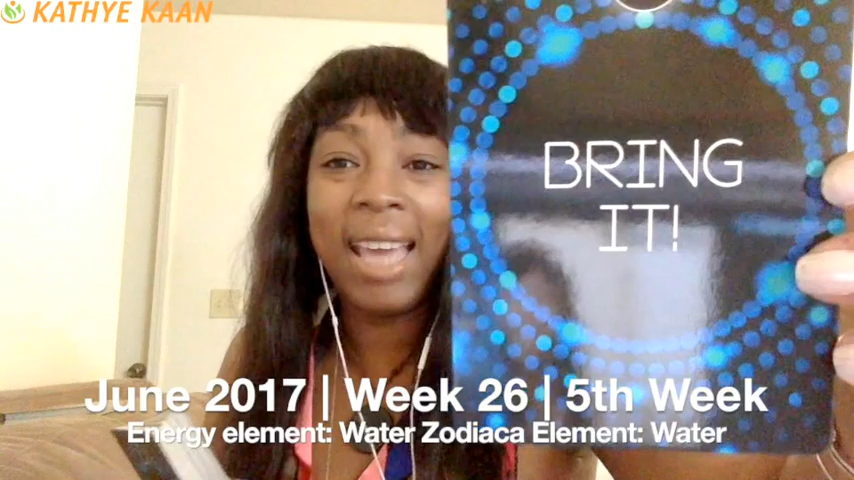 KATHYE KAAN
BRING
IT!
June 2017 | Week 26 | 5th Week
Energy element: Water Zodiaca Element: Water